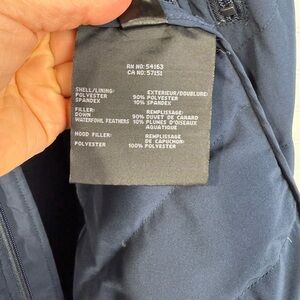 RN NO: 54163
CA NO: 57151
SHELL/LINING: EXTERIEUR/DOUBLURE:
POLYESTER 90% POLYESTER
SPANDEX 10% SPANDEX
FILLER: REMPLISSAGE:
DOWN 90% DUVET DE CANARD
WATERFOWL FEATHERS 10% PLUMES D'OISEAUX
AQUATIQUE
HOOD FILLER: REMPLISSAGE
DE CAPUCHON:
POLYESTER 100% POLYESTER